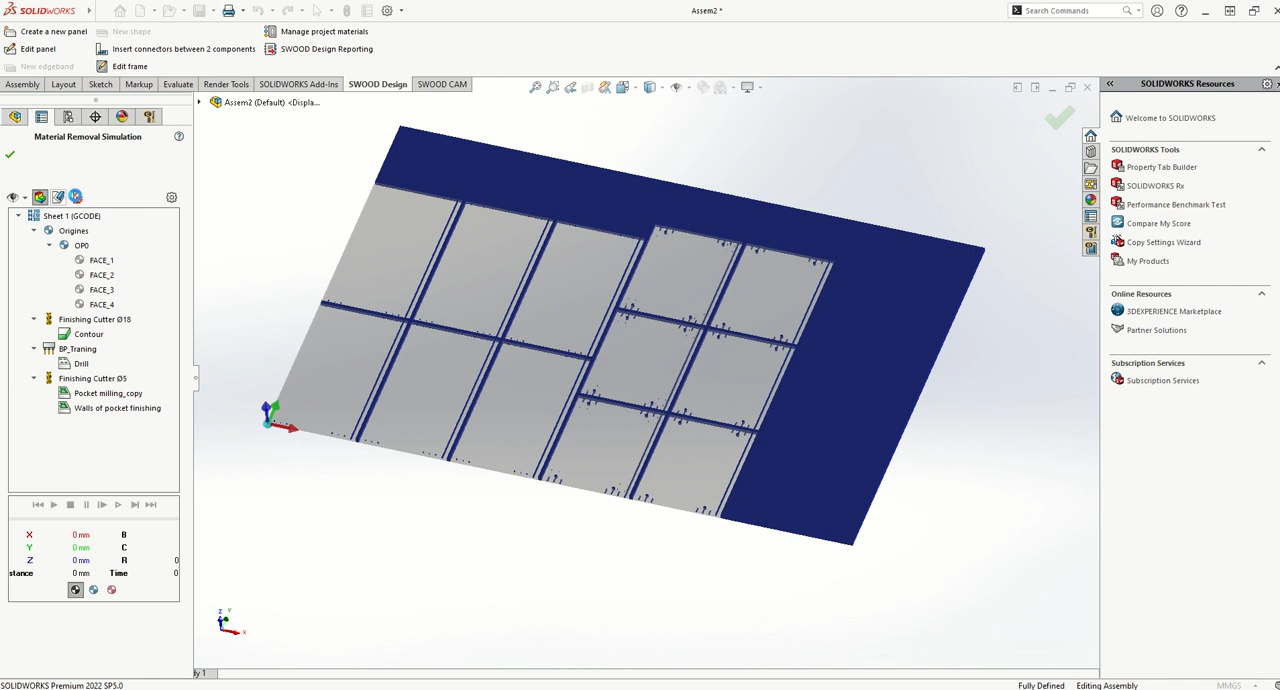 SOLIDWORKS
Assem2 *
Search Commands
Create a new panel
New shape
Manage project materials
Edit panel
Insert connectors between 2 components
SWOOD Design Reporting
New edgeband
Edit frame
Assembly
Layout
Sketch
Markup
Evaluate
Render Tools
SOLIDWORKS Add-Ins
SWOOD Design
SWOOD CAM
SOLIDWORKS Resources
Assem2 (Default) <Displa...
Material Removal Simulation
Sheet 1 (GCODE)
Origines
OP0
FACE_1
FACE_2
FACE_3
FACE_4
Finishing Cutter Ø18
Contour
BP_Traning
Drill
Finishing Cutter Ø5
Pocket milling_copy
Walls of pocket finishing
X 0 mm B
Y 0 mm C
Z 0 mm R 0
stance 0 mm Time 0
Welcome to SOLIDWORKS
SOLIDWORKS Tools
Property Tab Builder
SOLIDWORKS Rx
Performance Benchmark Test
Compare My Score
Copy Settings Wizard
My Products
Online Resources
3DEXPERIENCE Marketplace
Partner Solutions
Subscription Services
Subscription Services
z
Y
x
dy 1
SOLIDWORKS Premium 2022 SP5.0
Fully Defined
Editing Assembly
MMGS